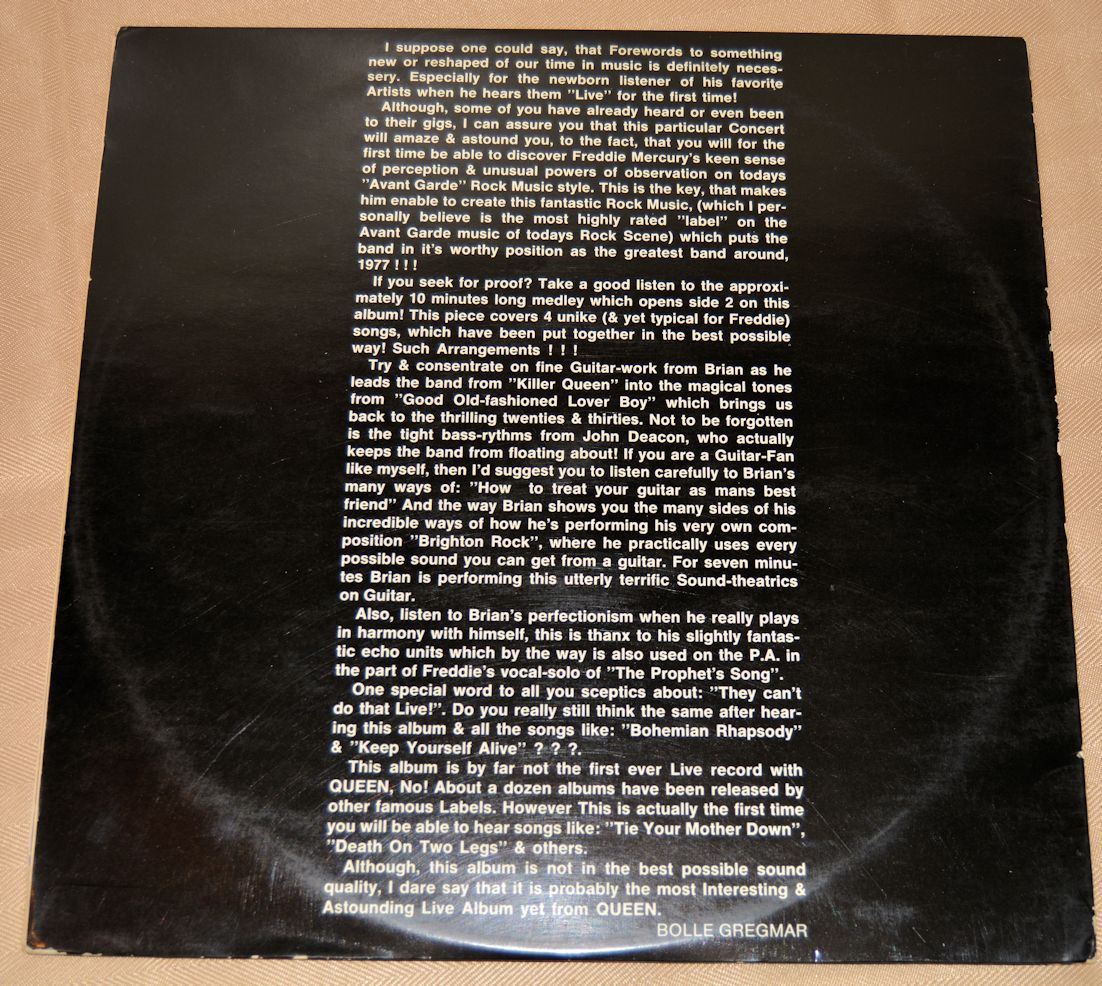 I suppose one could say, that Forewords to something
new or reshaped of our time in music is definitely neces-
sery. Especially for the newborn listener of his favorite
Artists when he hears them "Live" for the first time!
Although, some of you have already heard or even been
to their gigs, I can assure you that this particular Concert
will amaze & astound you, to the fact, that you will for the
first time be able to discover Freddie Mercury's keen sense
of perception & unusual powers of observation on todays
"Avant Garde" Rock Music style. This is the key, that makes
him enable to create this fantastic Rock Music, (which I per-
sonally believe is the most highly rated "label" on the
Avant Garde music of todays Rock Scene) which puts the
band in it's worthy position as the greatest band around,
1977 ! ! !
If you seek for proof? Take a good listen to the approxi-
mately 10 minutes long medley which opens side 2 on this
album! This piece covers 4 unike (& yet typical for Freddie)
songs, which have been put together in the best possible
way! Such Arrangements ! ! !
Try & consentrate on fine Guitar-work from Brian as he
leads the band from "Killer Queen" into the magical tones
from "Good Old-fashioned Lover Boy" which brings us
back to the thrilling twenties & thirties. Not to be forgotten
is the tight bass-rythms from John Deacon, who actually
keeps the band from floating about! If you are a Guitar-Fan
like myself, then I'd suggest you to listen carefully to Brian's
many ways of: "How to treat your guitar as mans best
friend" And the way Brian shows you the many sides of his
incredible ways of how he's performing his very own com-
position "Brighton Rock", where he practically uses every
possible sound you can get from a guitar. For seven minu-
tes Brian is performing this utterly terrific Sound-theatrics
on Guitar.
Also, listen to Brian's perfectionism when he really plays
in harmony with himself, this is thanx to his slightly fantas-
tic echo units which by the way is also used on the P.A. in
the part of Freddie's vocal-solo of "The Prophet's Song".
One special word to all you sceptics about: "They can't
do that Live!". Do you really still think the same after hear-
ing this album & all the songs like: "Bohemian Rhapsody"
& "Keep Yourself Alive" ? ? ?.
This album is by far not the first ever Live record with
QUEEN, No! About a dozen albums have been released by
other famous Labels. However This is actually the first time
you will be able to hear songs like: "Tie Your Mother Down",
"Death On Two Legs" & others.
Although, this album is not in the best possible sound
quality, I dare say that it is probably the most Interesting &
Astounding Live Album yet from QUEEN.
BOLLE GREGMAR